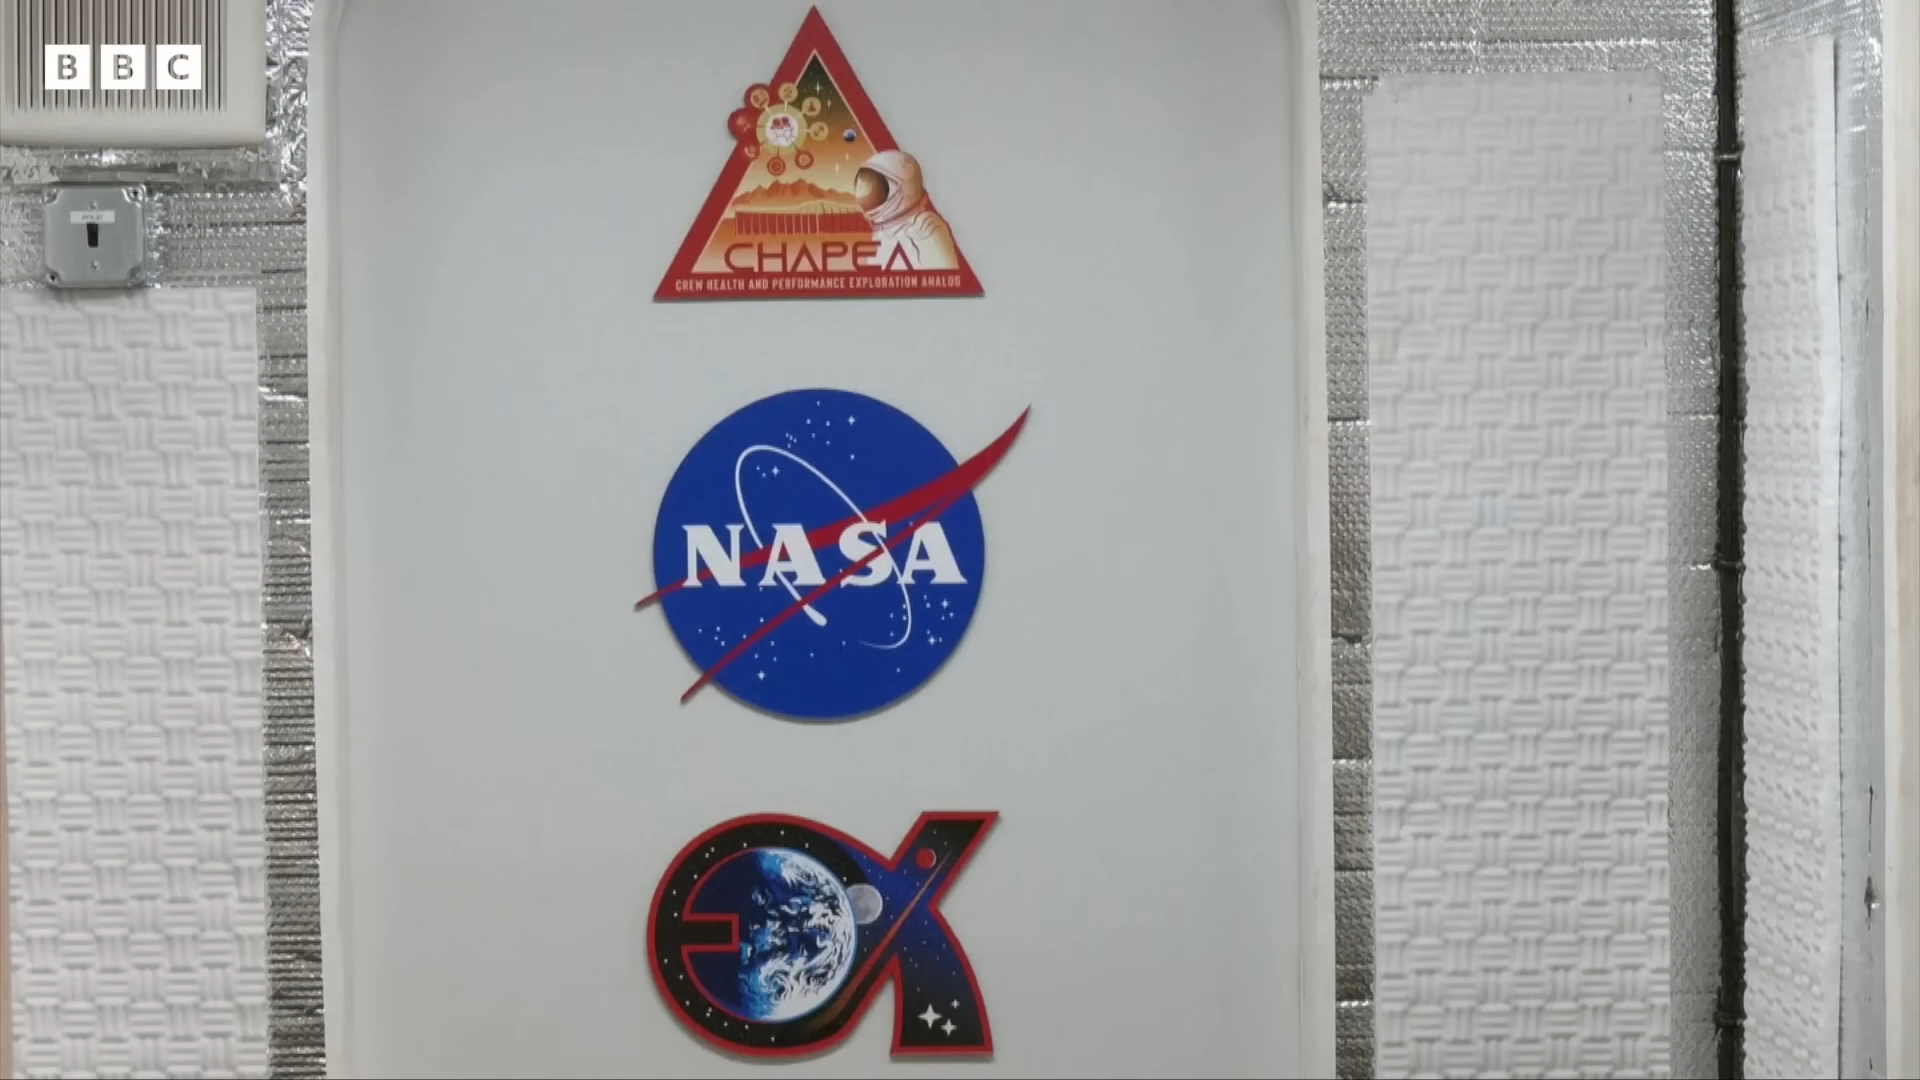 BBC
CHAPEA
CREW HEALTH AND PERFORMANCE EXPLORATION ANALOG
NASA